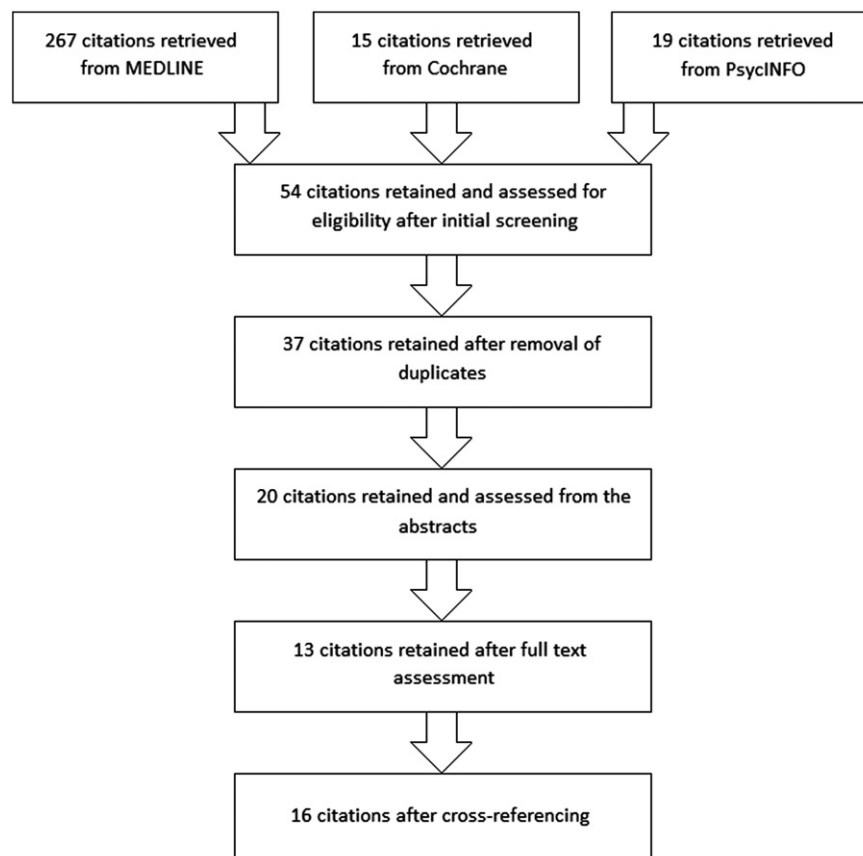 267 citations retrieved
from MEDLINE
15 citations retrieved
from Cochrane
19 citations retrieved
from PsycINFO
54 citations retained and assessed for
eligibility after initial screening
37 citations retained after removal of
duplicates
20 citations retained and assessed from the
abstracts
13 citations retained after full text
assessment
16 citations after cross-referencing